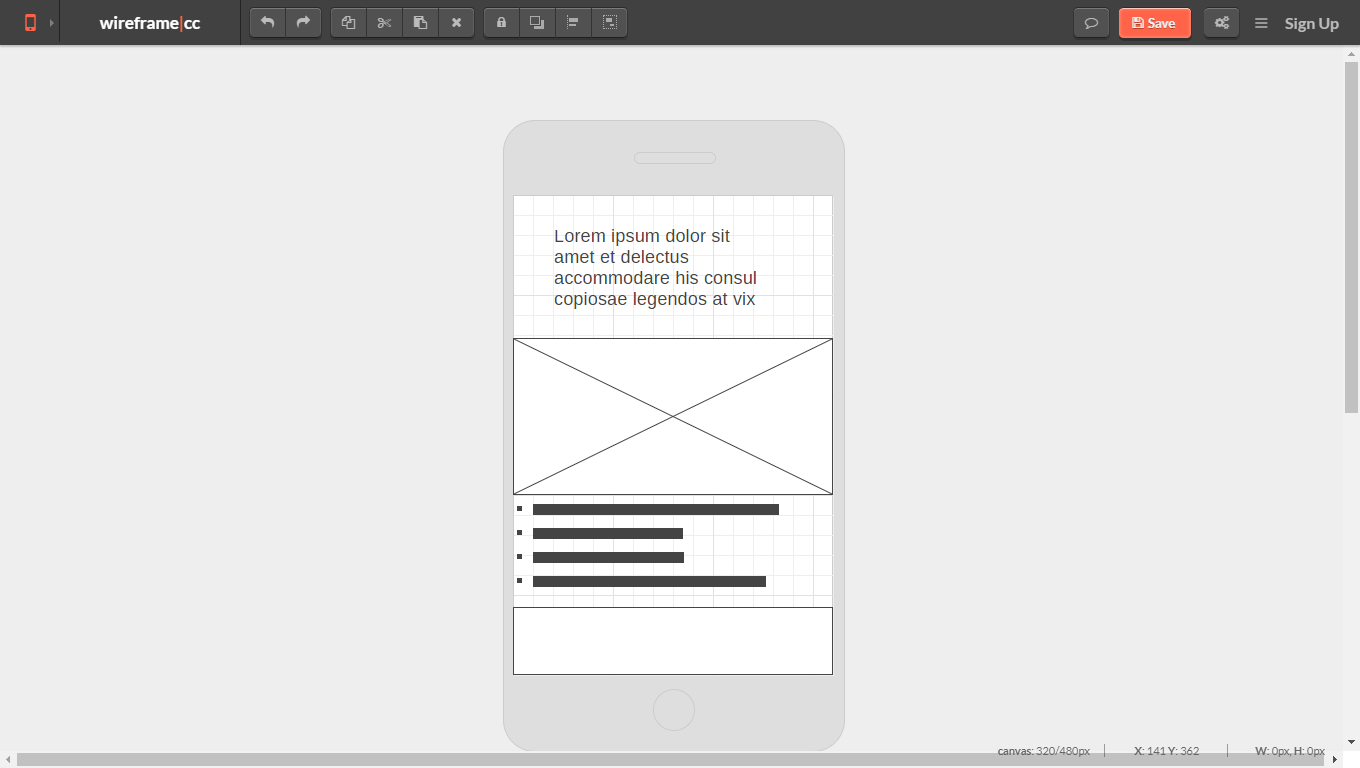 wireframe|cc
Save
Sign Up
Lorem ipsum dolor sit
amet et delectus
accommodare his consul
copiosae legendos at vix
canvas: 320/480px
X: 141 Y: 362
W: 0px, H: 0px